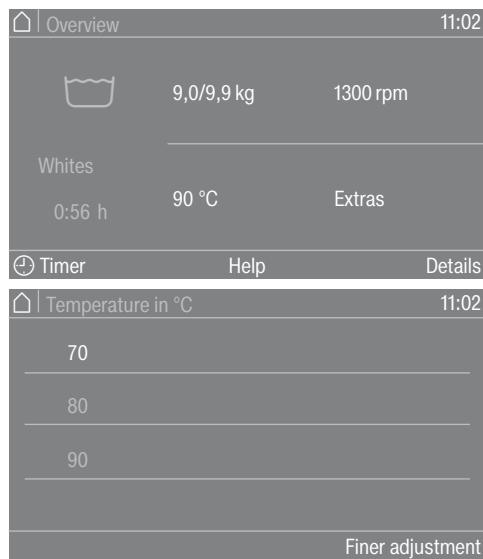 Overview 11:02
9,0/9,9 kg 1300 rpm
Whites
90 °C Extras
0:56 h
Timer Help Details
Temperature in °C 11:02
70
80
90
Finer adjustment